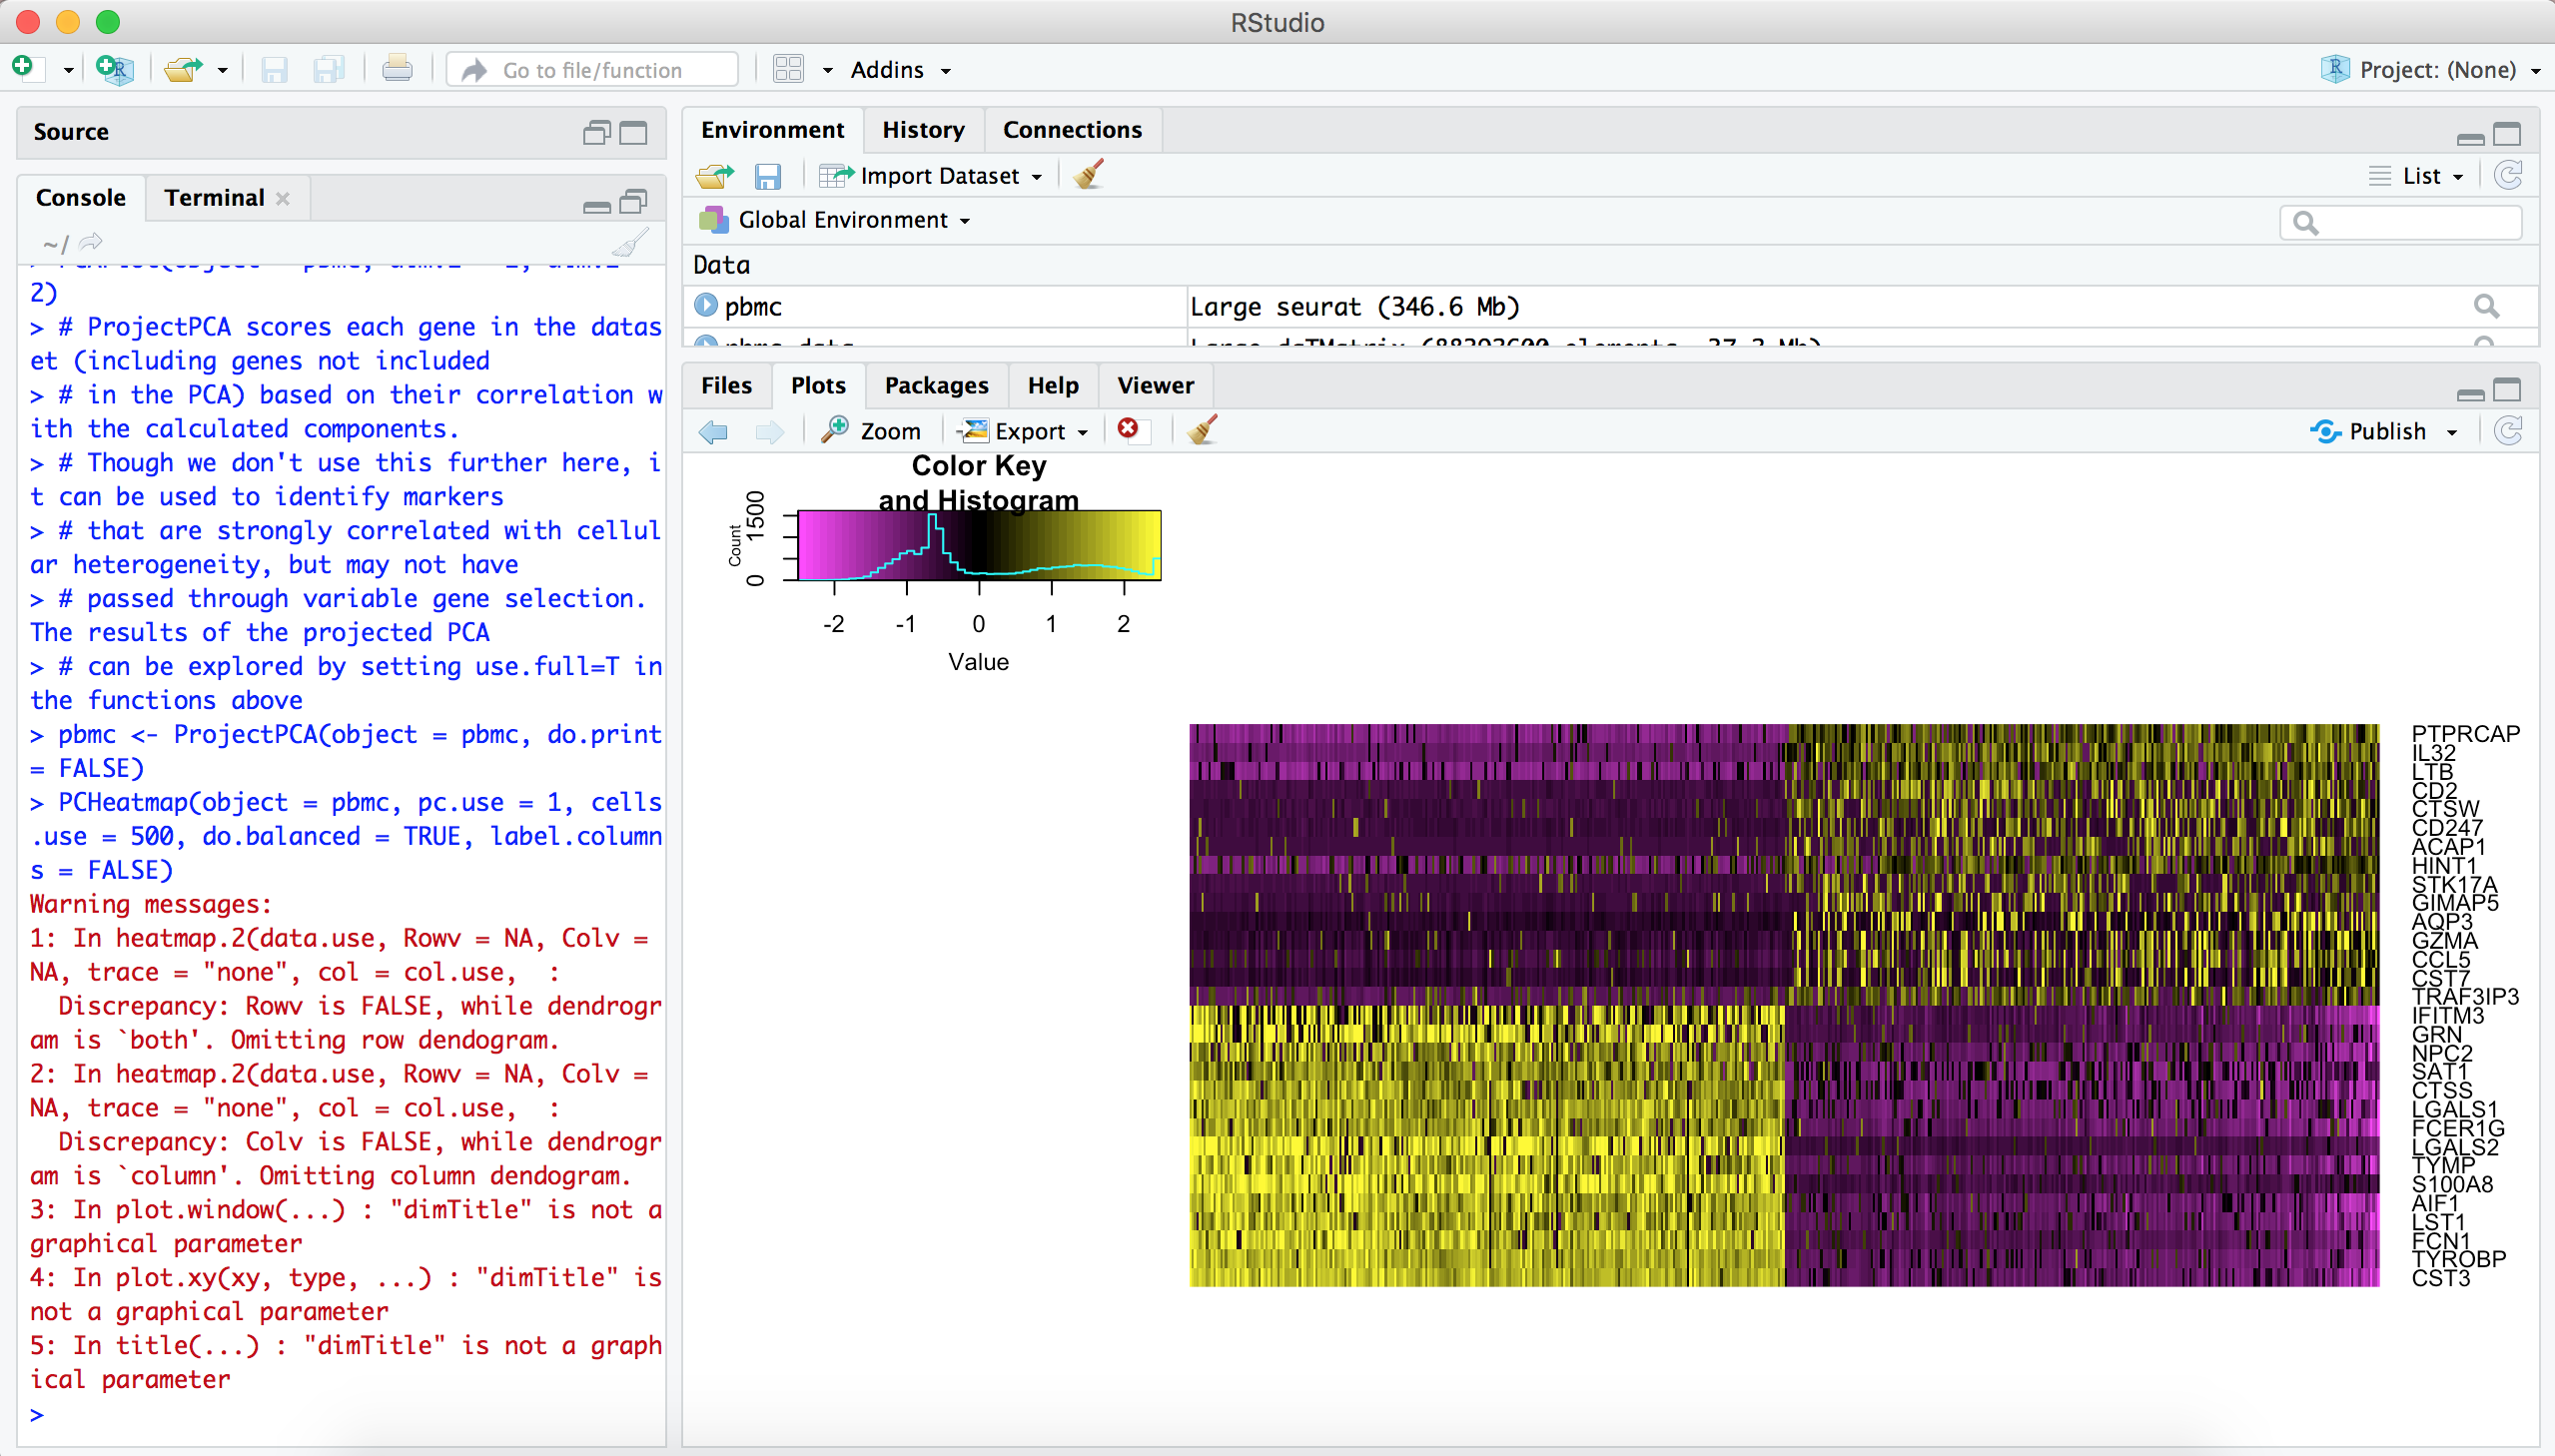 RStudio
Go to file/function
Addins
Project: (None)
Source
Console
Terminal
~/
2)
> # ProjectPCA scores each gene in the datas
et (including genes not included
> # in the PCA) based on their correlation w
ith the calculated components.
> # Though we don't use this further here, i
t can be used to identify markers
> # that are strongly correlated with cellul
ar heterogeneity, but may not have
> # passed through variable gene selection.
The results of the projected PCA
> # can be explored by setting use.full=T in
the functions above
> pbmc <- ProjectPCA(object = pbmc, do.print
= FALSE)
> PCHeatmap(object = pbmc, pc.use = 1, cells
.use = 500, do.balanced = TRUE, label.column
s = FALSE)
Warning messages:
1: In heatmap.2(data.use, Rowv = NA, Colv =
NA, trace = "none", col = col.use,  :
  Discrepancy: Rowv is FALSE, while dendrogr
am is `both'. Omitting row dendogram.
2: In heatmap.2(data.use, Rowv = NA, Colv =
NA, trace = "none", col = col.use,  :
  Discrepancy: Colv is FALSE, while dendrogr
am is `column'. Omitting column dendogram.
3: In plot.window(...) : "dimTitle" is not a
graphical parameter
4: In plot.xy(xy, type, ...) : "dimTitle" is
not a graphical parameter
5: In title(...) : "dimTitle" is not a graph
ical parameter
>
Environment
History
Connections
Import Dataset
List
Global Environment
Data
pbmc
Large seurat (346.6 Mb)
Files
Plots
Packages
Help
Viewer
Zoom
Export
Publish
Color Key
and Histogram
Count
0 1500
-2 -1 0 1 2
Value
PTPRCAP
IL32
LTB
CD2
CTSW
CD247
ACAP1
HINT1
STK17A
GIMAP5
AQP3
GZMA
CCL5
CST7
TRAF3IP3
IFITM3
GRN
NPC2
SAT1
CTSS
LGALS1
FCER1G
LGALS2
TYMP
S100A8
AIF1
LST1
FCN1
TYROBP
CST3